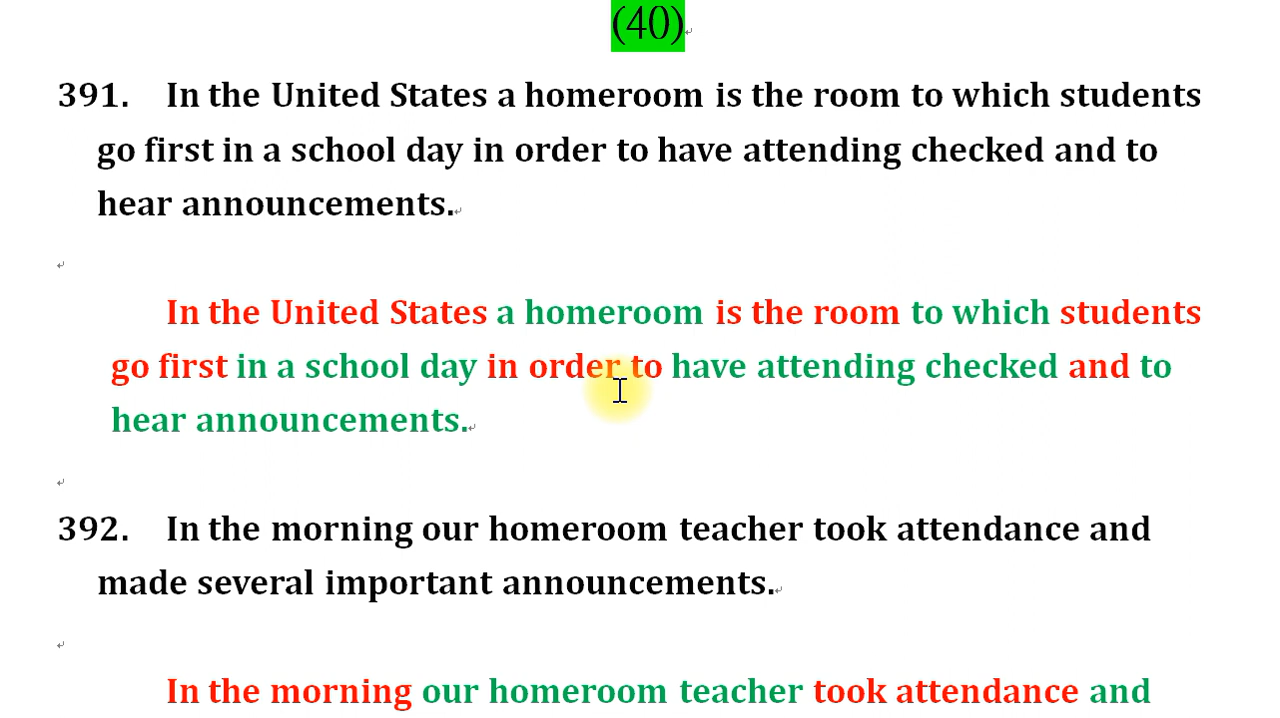 (40)
391. In the United States a homeroom is the room to which students
go first in a school day in order to have attending checked and to
hear announcements.
In the United States a homeroom is the room to which students
go first in a school day in order to have attending checked and to
hear announcements.
392. In the morning our homeroom teacher took attendance and
made several important announcements.
In the morning our homeroom teacher took attendance and